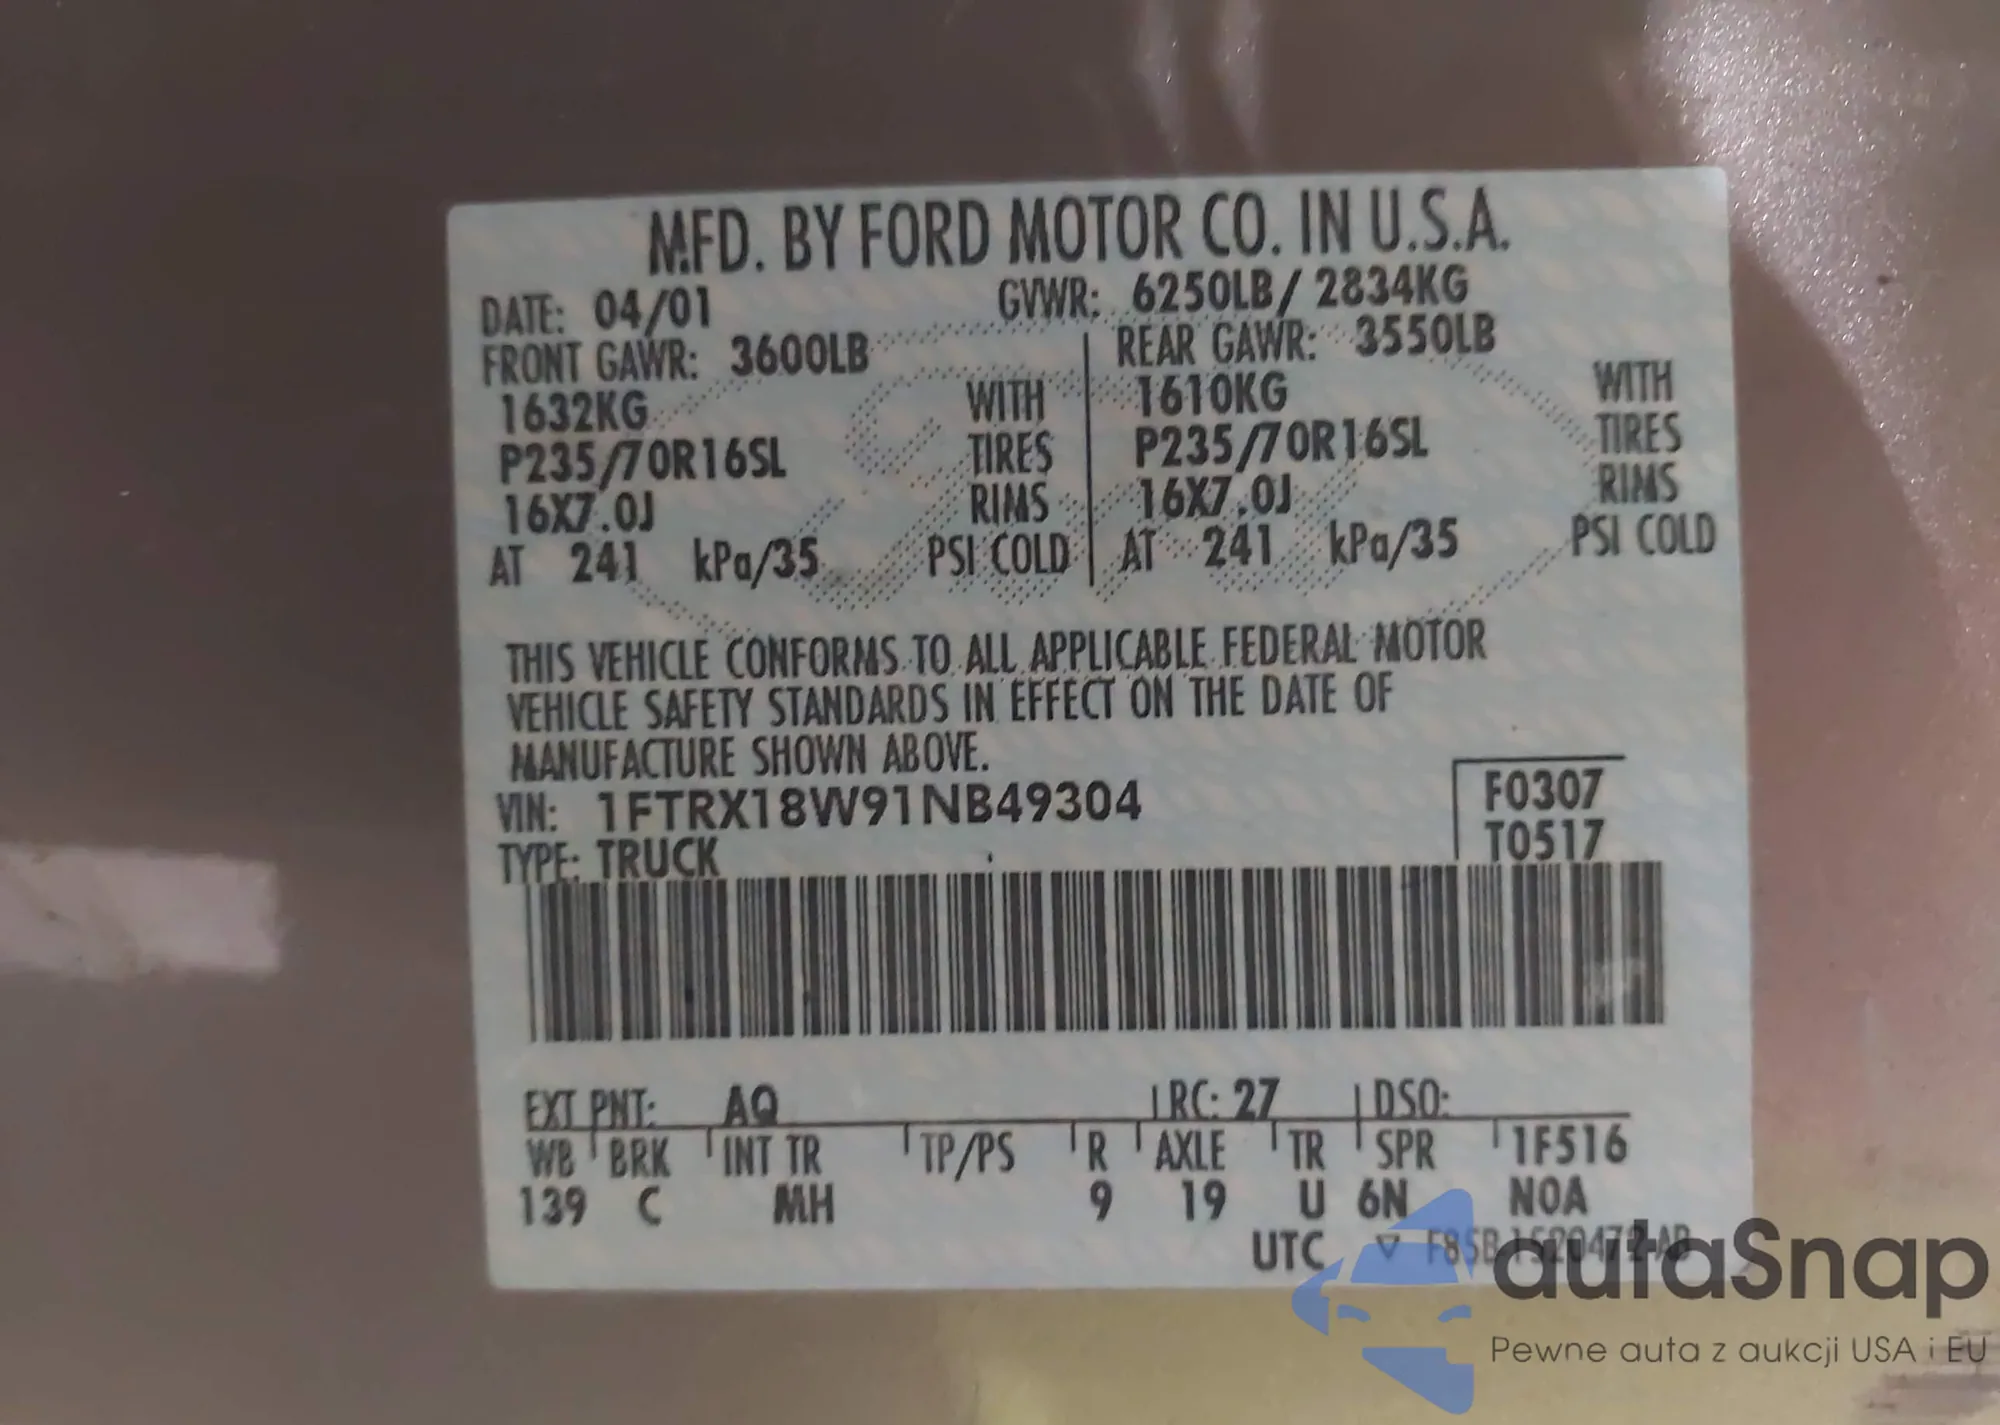 MFD. BY FORD MOTOR CO. IN U.S.A.
DATE: 04/01 GVWR: 6250LB/ 2834KG
FRONT GAWR: 3600LB REAR GAWR: 3550LB
1632KG WITH 1610KG WITH
P235/70R16SL TIRES P235/70R16SL TIRES
16X7.0J RIMS 16X7.0J RIMS
AT 241 kPa/35 PSI COLD AT 241 kPa/35 PSI COLD
THIS VEHICLE CONFORMS TO ALL APPLICABLE FEDERAL MOTOR
VEHICLE SAFETY STANDARDS IN EFFECT ON THE DATE OF
MANUFACTURE SHOWN ABOVE.
VIN: 1FTRX18W91NB49304 F0307
TYPE: TRUCK T0517
EXT PNT: AQ RC: 27 DSO:
WB BRK INT TR TP/PS R AXLE TR SPR 1F516
139 C MH 9 19 U 6N NOA
UTC ▽ F85B 1520472-AB
autaSnap
Pewne auta z aukcji USA i EU